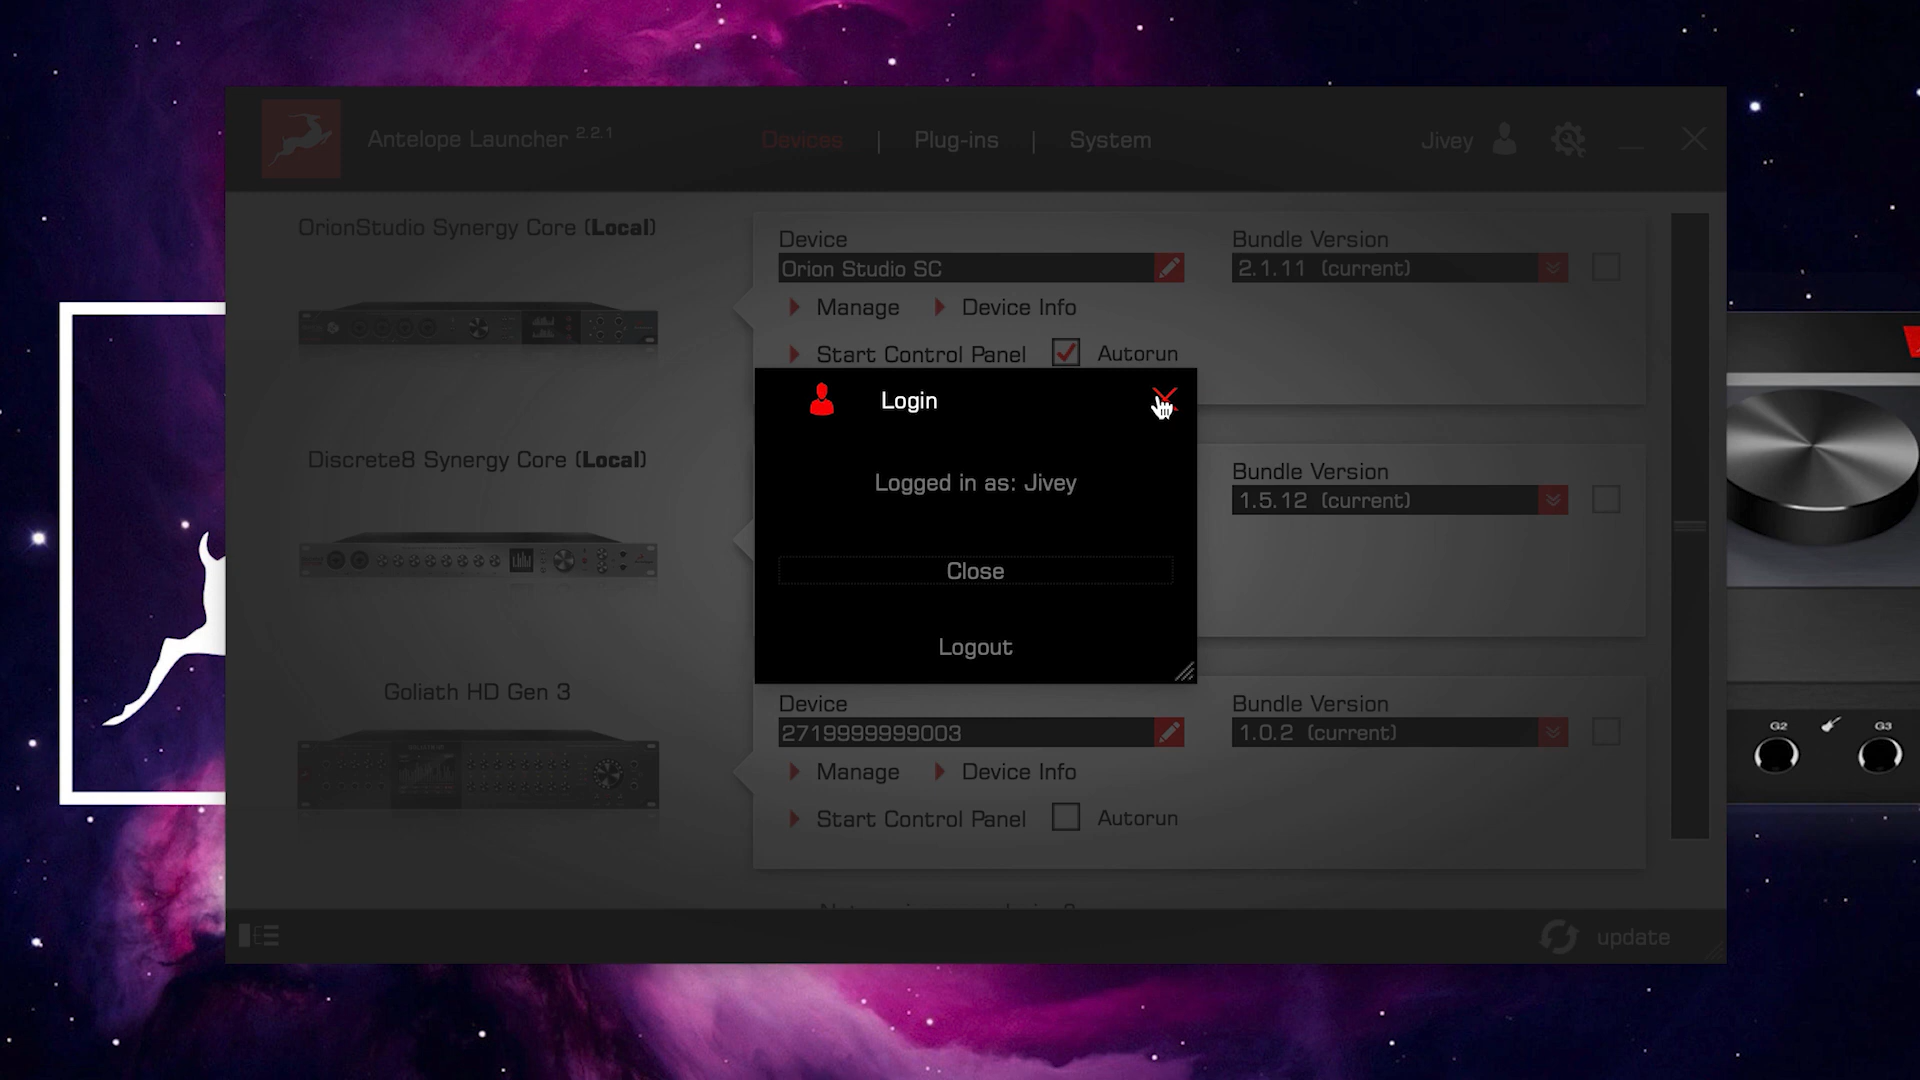 Antelope Launcher 2.2.1
Devices | Plug-ins | System
Jivey
OrionStudio Synergy Core (Local)
Device
Orion Studio SC
Manage
Device Info
Start Control Panel
Autorun
Bundle Version
2.1.11 (current)
Login
Logged in as: Jivey
Close
Logout
Discrete8 Synergy Core (Local)
Bundle Version
1.5.12 (current)
Goliath HD Gen 3
Device
2719999999003
Manage
Device Info
Start Control Panel
Autorun
Bundle Version
1.0.2 (current)
update
G2
G3